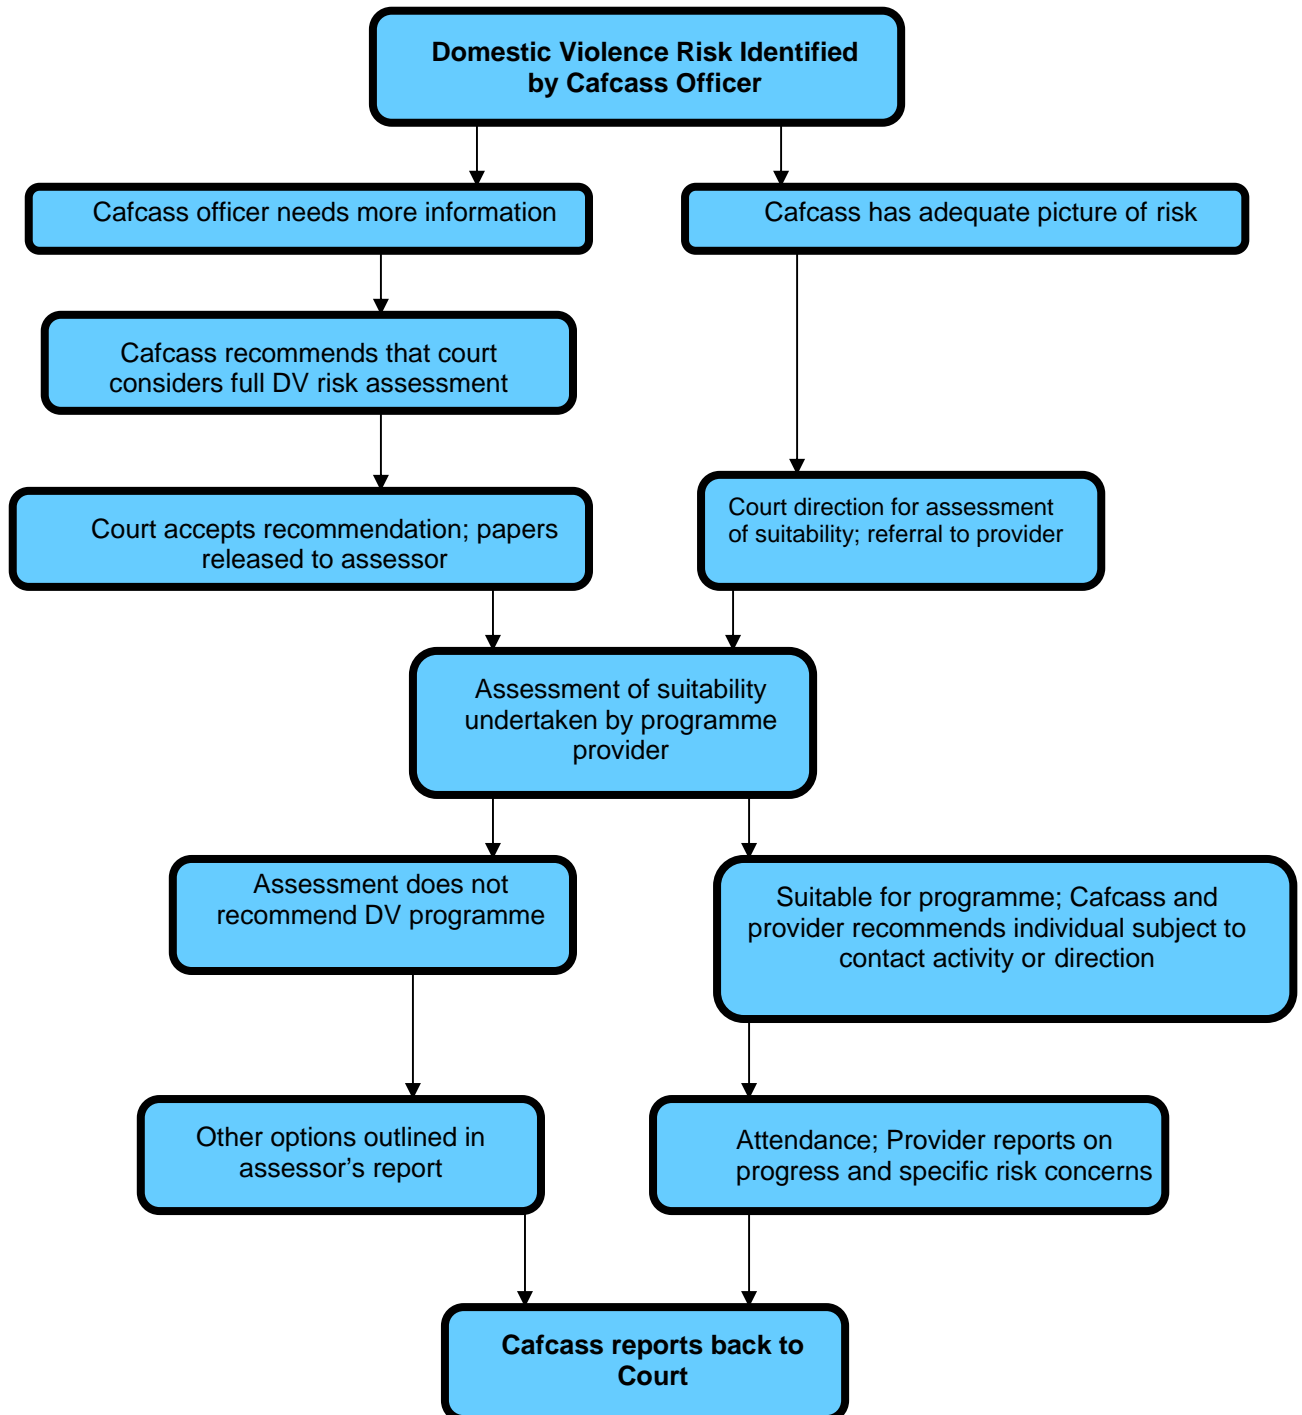 Domestic Violence Risk Identified
by Cafcass Officer
Cafcass officer needs more information
Cafcass has adequate picture of risk
Cafcass recommends that court
considers full DV risk assessment
Court accepts recommendation; papers
released to assessor
Court direction for assessment
of suitability; referral to provider
Assessment of suitability
undertaken by programme
provider
Assessment does not
recommend DV programme
Suitable for programme; Cafcass and
provider recommends individual subject to
contact activity or direction
Other options outlined in
assessor’s report
Attendance; Provider reports on
progress and specific risk concerns
Cafcass reports back to
Court